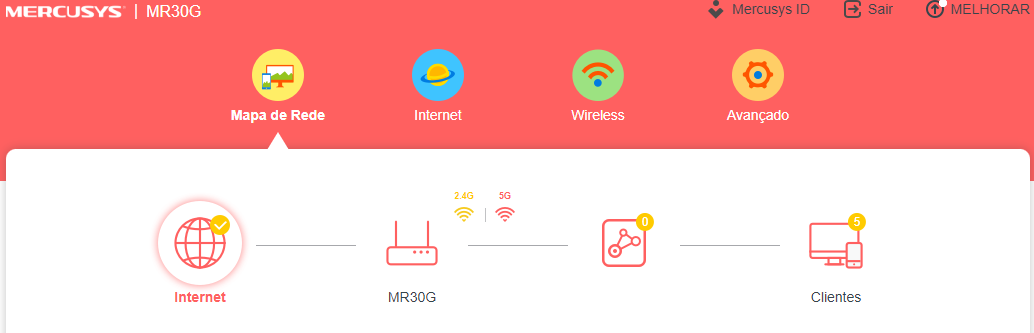 MERCUSYS | MR30G
Mercusys ID
Sair
MELHORAR
Mapa de Rede
Internet
Wireless
Avançado
2.4G
5G
0
5
Internet
MR30G
Clientes